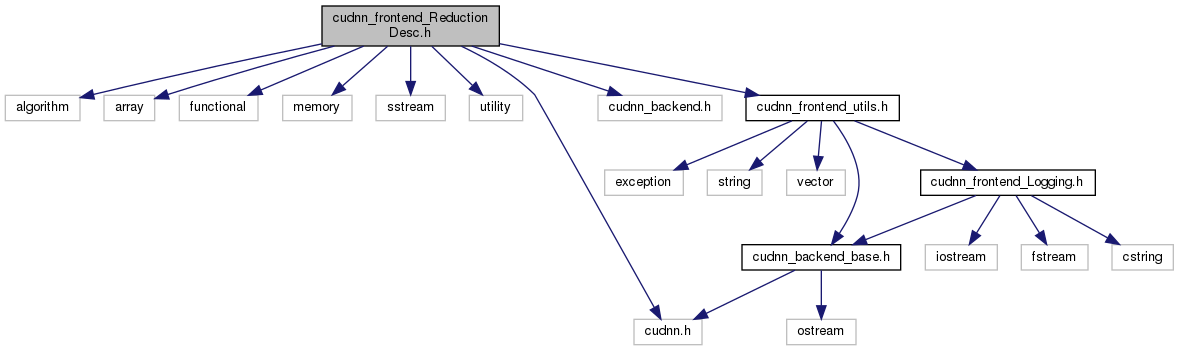 cudnn_frontend_Reduction
Desc.h
algorithm
array
functional
memory
sstream
utility
cudnn_backend.h
cudnn_frontend_utils.h
exception
string
vector
cudnn_frontend_Logging.h
cudnn_backend_base.h
iostream
fstream
cstring
cudnn.h
ostream